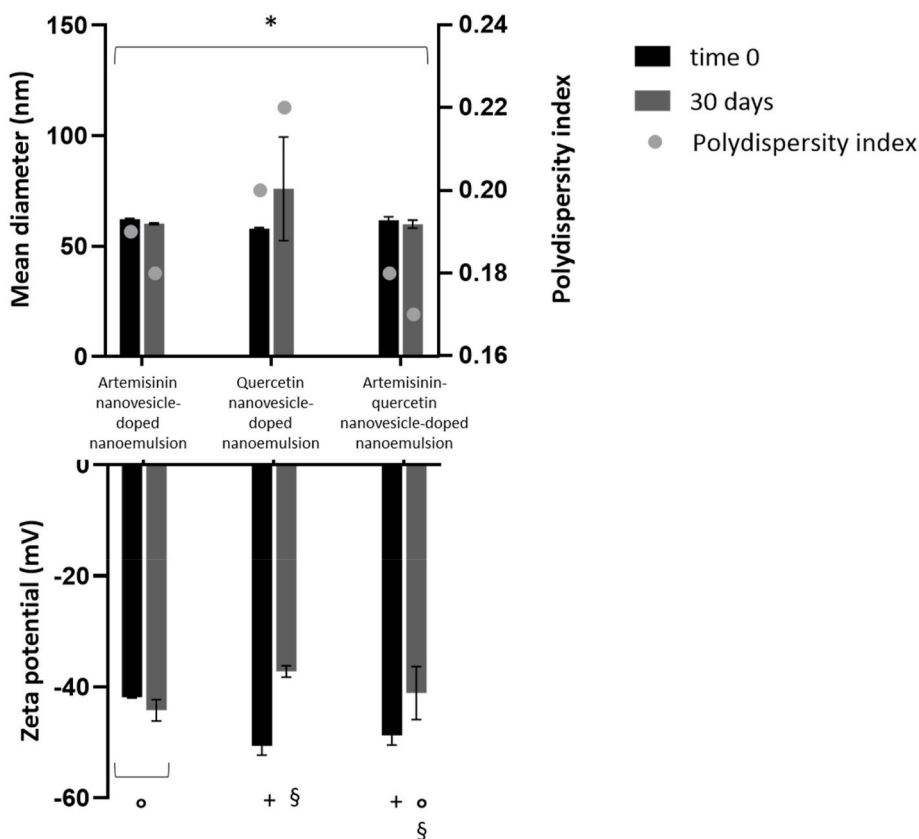 *
150
100
50
0
Mean diameter (nm)
0.24
0.22
0.20
0.18
0.16
Polydispersity index
time 0
30 days
Polydispersity index
Artemisinin
nanovesicle-
doped
nanoemulsion
Quercetin
nanovesicle-
doped
nanoemulsion
Artemisinin-
quercetin
nanovesicle-doped
nanoemulsion
0
-20
-40
-60
Zeta potential (mV)
° + § + °
§